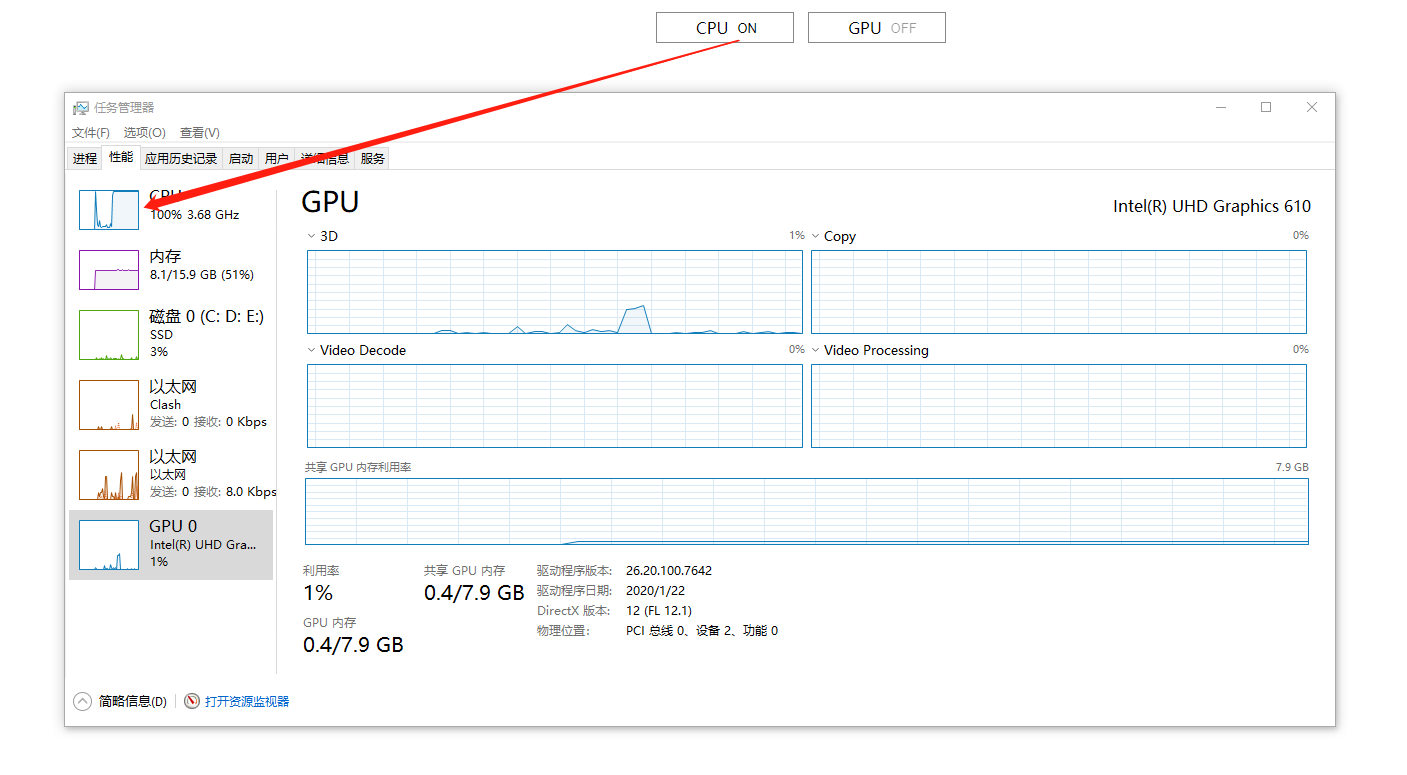 CPU ON
GPU OFF
任务管理器
文件(F) 选项(O) 查看(V)
进程 性能 应用历史记录 启动 用户 详细信息 服务
CPU
100% 3.68 GHz
内存
8.1/15.9 GB (51%)
磁盘 0 (C: D: E:)
SSD
3%
以太网
Clash
发送: 0 接收: 0 Kbps
以太网
以太网
发送: 0 接收: 8.0 Kbps
GPU 0
Intel(R) UHD Gra...
1%
GPU
Intel(R) UHD Graphics 610
3D 1%
Copy 0%
Video Decode 0%
Video Processing 0%
共享 GPU 内存利用率 7.9 GB
利用率
1%
共享 GPU 内存
0.4/7.9 GB
GPU 内存
0.4/7.9 GB
驱动程序版本: 26.20.100.7642
驱动程序日期: 2020/1/22
DirectX 版本: 12 (FL 12.1)
物理位置: PCI 总线 0、设备 2、功能 0
简略信息(D) 打开资源监视器